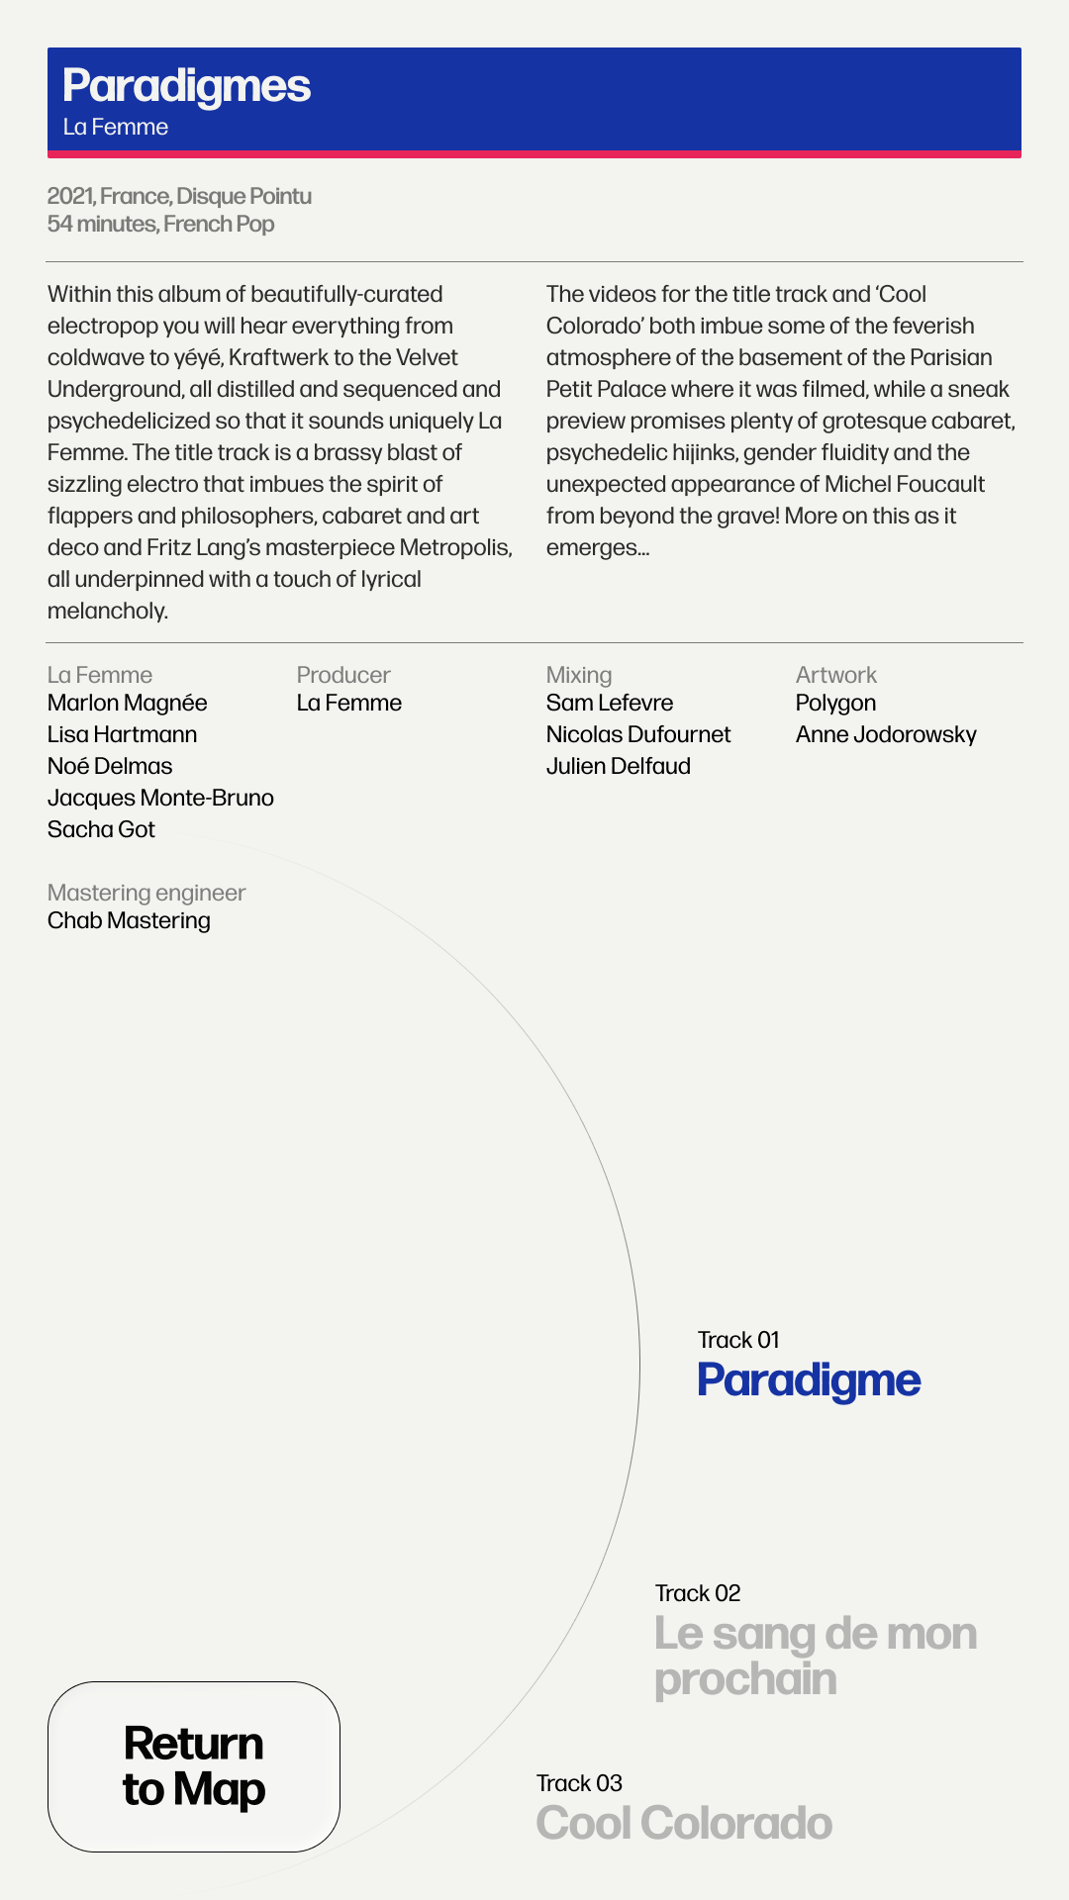 Paradigmes
La Femme
2021, France, Disque Pointu
54 minutes, French Pop
Within this album of beautifully-curated
electropop you will hear everything from
coldwave to yéyé, Kraftwerk to the Velvet
Underground, all distilled and sequenced and
psychedelicized so that it sounds uniquely La
Femme. The title track is a brassy blast of
sizzling electro that imbues the spirit of
flappers and philosophers, cabaret and art
deco and Fritz Lang’s masterpiece Metropolis,
all underpinned with a touch of lyrical
melancholy.
The videos for the title track and ‘Cool
Colorado’ both imbue some of the feverish
atmosphere of the basement of the Parisian
Petit Palace where it was filmed, while a sneak
preview promises plenty of grotesque cabaret,
psychedelic hijinks, gender fluidity and the
unexpected appearance of Michel Foucault
from beyond the grave! More on this as it
emerges...
La Femme
Marlon Magnée
Lisa Hartmann
Noé Delmas
Jacques Monte-Bruno
Sacha Got
Producer
La Femme
Mixing
Sam Lefevre
Nicolas Dufournet
Julien Delfaud
Artwork
Polygon
Anne Jodorowsky
Mastering engineer
Chab Mastering
Track 01
Paradigme
Track 02
Le sang de mon
prochain
Track 03
Cool Colorado
Return
to Map